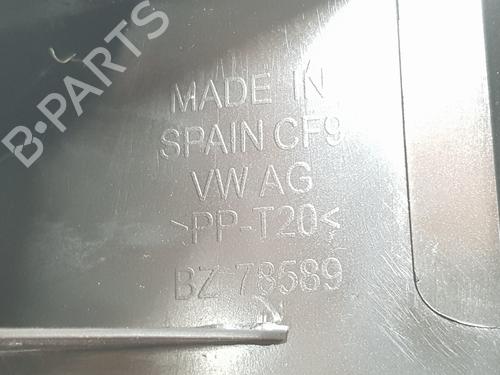 B-PARTS
MADE IN
SPAIN CF9
VW AG
>PP-T20<
BZ 78589